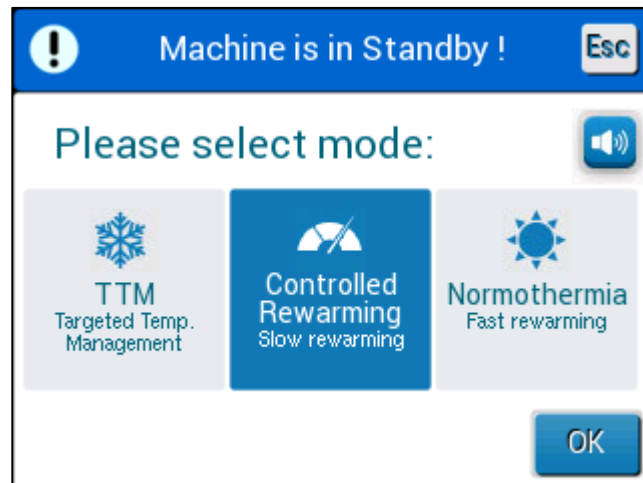 Machine is in Standby !
Esc
Please select mode:
TTM
Targeted Temp.
Management
Controlled
Rewarming
Slow rewarming
Normothermia
Fast rewarming
OK